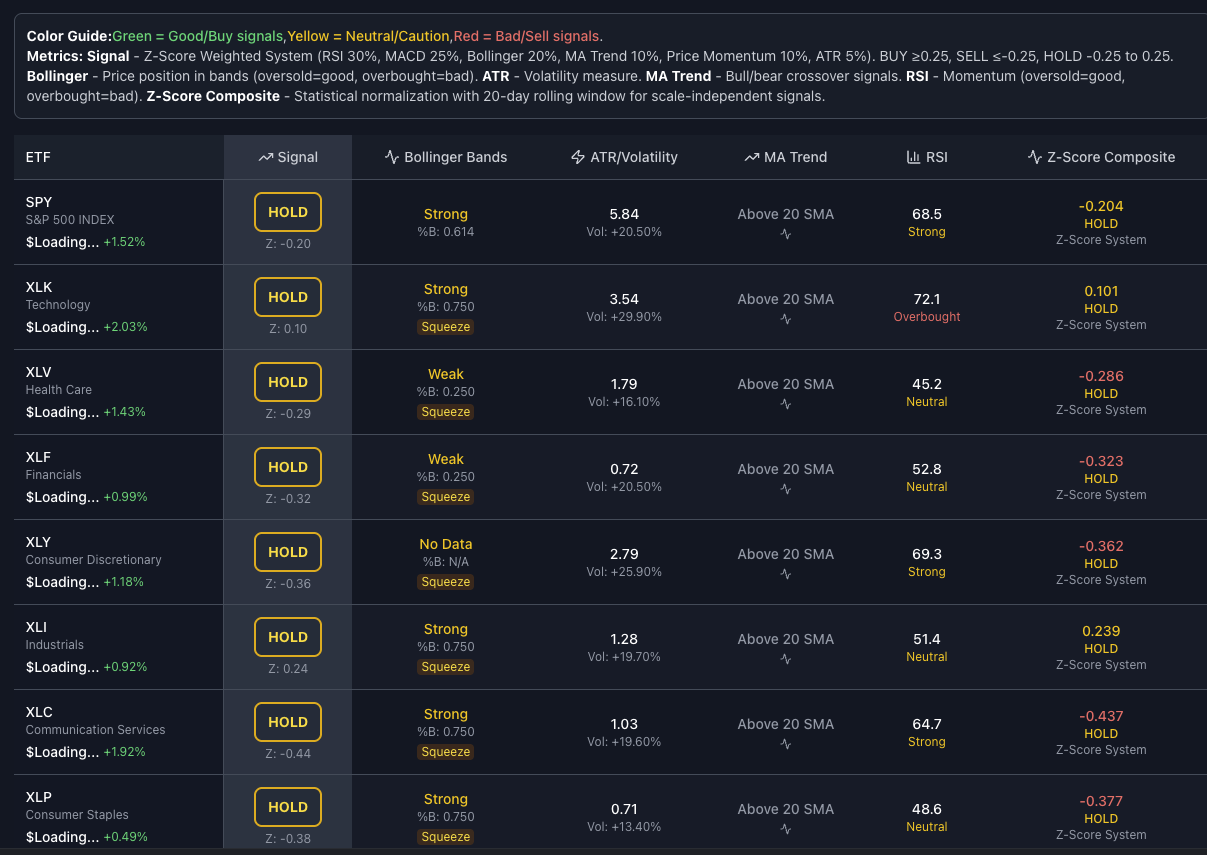 Color Guide:Green = Good/Buy signals,Yellow = Neutral/Caution,Red = Bad/Sell signals.
Metrics: Signal - Z-Score Weighted System (RSI 30%, MACD 25%, Bollinger 20%, MA Trend 10%, Price Momentum 10%, ATR 5%). BUY ≥0.25, SELL ≤-0.25, HOLD -0.25 to 0.25.
Bollinger - Price position in bands (oversold=good, overbought=bad). ATR - Volatility measure. MA Trend - Bull/bear crossover signals. RSI - Momentum (oversold=good,
overbought=bad). Z-Score Composite - Statistical normalization with 20-day rolling window for scale-independent signals.
ETF Signal Bollinger Bands ATR/Volatility MA Trend RSI Z-Score Composite
SPY
S&P 500 INDEX
$Loading... +1.52%
HOLD
Z: -0.20
Strong
%B: 0.614
5.84
Vol: +20.50%
Above 20 SMA
68.5
Strong
-0.204
HOLD
Z-Score System
XLK
Technology
$Loading... +2.03%
HOLD
Z: 0.10
Strong
%B: 0.750
Squeeze
3.54
Vol: +29.90%
Above 20 SMA
72.1
Overbought
0.101
HOLD
Z-Score System
XLV
Health Care
$Loading... +1.43%
HOLD
Z: -0.29
Weak
%B: 0.250
Squeeze
1.79
Vol: +16.10%
Above 20 SMA
45.2
Neutral
-0.286
HOLD
Z-Score System
XLF
Financials
$Loading... +0.99%
HOLD
Z: -0.32
Weak
%B: 0.250
Squeeze
0.72
Vol: +20.50%
Above 20 SMA
52.8
Neutral
-0.323
HOLD
Z-Score System
XLY
Consumer Discretionary
$Loading... +1.18%
HOLD
Z: -0.36
No Data
%B: N/A
Squeeze
2.79
Vol: +25.90%
Above 20 SMA
69.3
Strong
-0.362
HOLD
Z-Score System
XLI
Industrials
$Loading... +0.92%
HOLD
Z: 0.24
Strong
%B: 0.750
Squeeze
1.28
Vol: +19.70%
Above 20 SMA
51.4
Neutral
0.239
HOLD
Z-Score System
XLC
Communication Services
$Loading... +1.92%
HOLD
Z: -0.44
Strong
%B: 0.750
Squeeze
1.03
Vol: +19.60%
Above 20 SMA
64.7
Strong
-0.437
HOLD
Z-Score System
XLP
Consumer Staples
$Loading... +0.49%
HOLD
Z: -0.38
Strong
%B: 0.750
Squeeze
0.71
Vol: +13.40%
Above 20 SMA
48.6
Neutral
-0.377
HOLD
Z-Score System